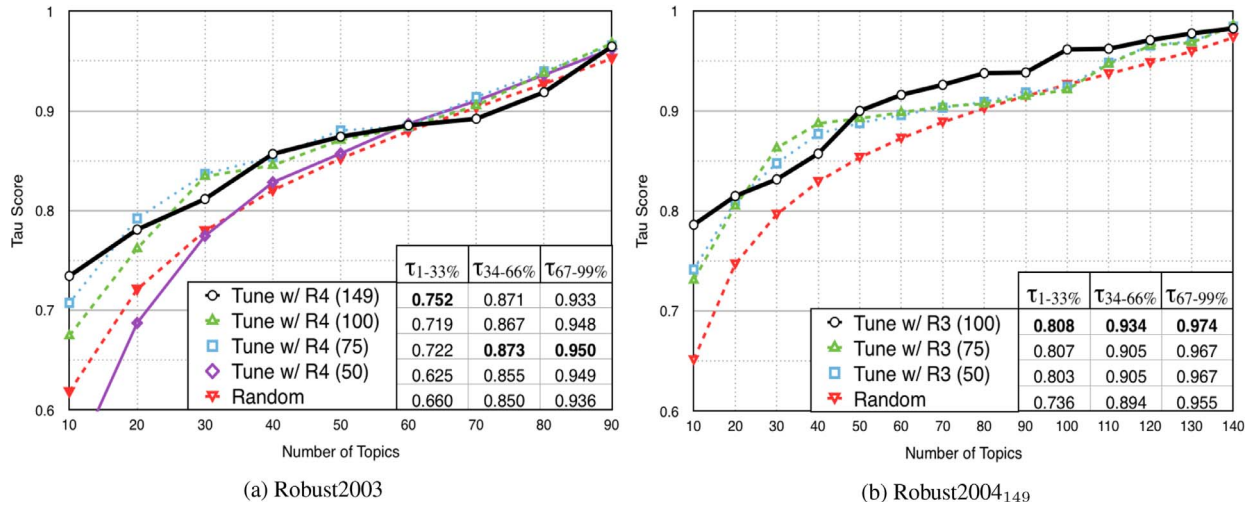 1
0.9
0.8
0.7
0.6
Tau Score
10 20 30 40 50 60 70 80 90
Number of Topics
τ1-33% τ34-66% τ67-99%
Tune w/ R4 (149) 0.752 0.871 0.933
Tune w/ R4 (100) 0.719 0.867 0.948
Tune w/ R4 (75) 0.722 0.873 0.950
Tune w/ R4 (50) 0.625 0.855 0.949
Random 0.660 0.850 0.936
(a) Robust2003
1
0.9
0.8
0.7
0.6
Tau Score
10 20 30 40 50 60 70 80 90 100 110 120 130 140
Number of Topics
τ1-33% τ34-66% τ67-99%
Tune w/ R3 (100) 0.808 0.934 0.974
Tune w/ R3 (75) 0.807 0.905 0.967
Tune w/ R3 (50) 0.803 0.905 0.967
Random 0.736 0.894 0.955
(b) Robust2004149